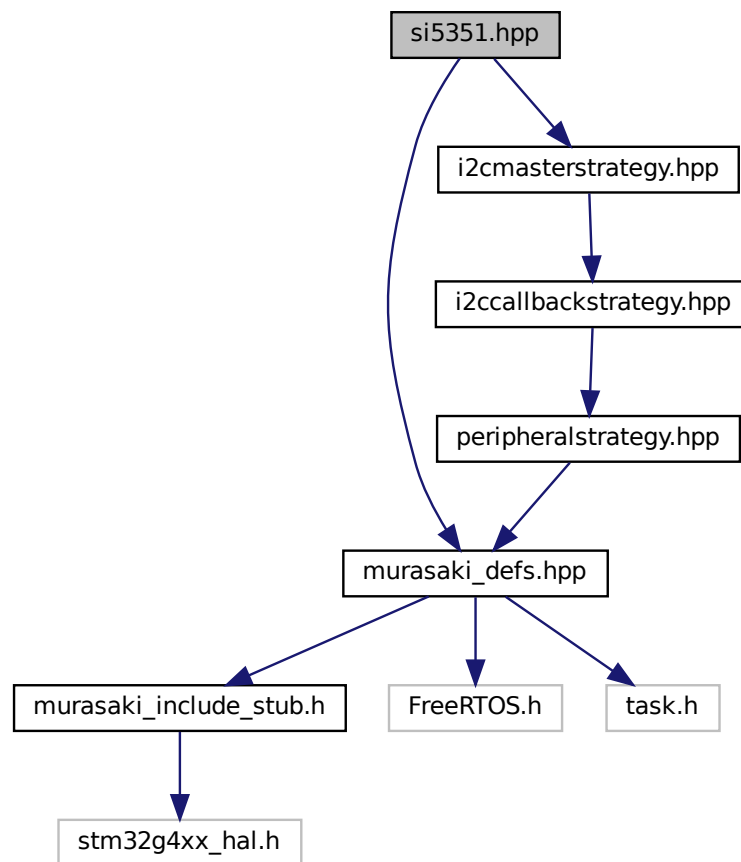 si5351.hpp
i2cmasterstrategy.hpp
i2ccallbackstrategy.hpp
peripheralstrategy.hpp
murasaki_defs.hpp
murasaki_include_stub.h
FreeRTOS.h
task.h
stm32g4xx_hal.h